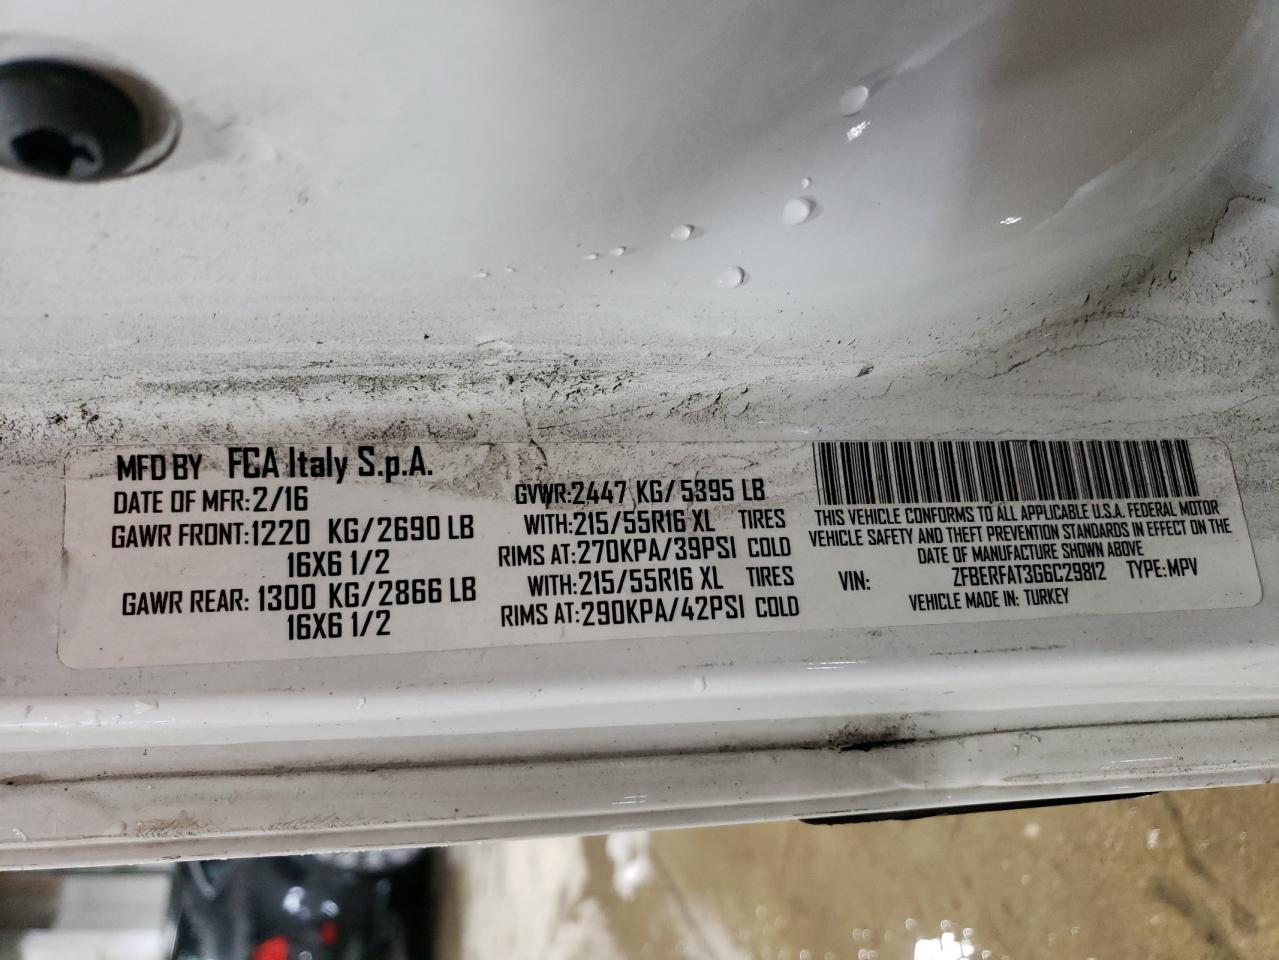 MFD BY FCA Italy S.p.A.
DATE OF MFR:2/16
GAWR FRONT:1220 KG/2690 LB
16X6 1/2
GAWR REAR: 1300 KG/2866 LB
16X6 1/2
GVWR:2447 KG/5395 LB
WITH:215/55R16 XL TIRES
RIMS AT:270KPA/39PSI COLD
WITH:215/55R16 XL TIRES
RIMS AT:290KPA/42PSI COLD
THIS VEHICLE CONFORMS TO ALL APPLICABLE U.S.A. FEDERAL MOTOR
VEHICLE SAFETY AND THEFT PREVENTION STANDARDS IN EFFECT ON THE
DATE OF MANUFACTURE SHOWN ABOVE
VIN: ZFBERFAT3G6C29812 TYPE:MPV
VEHICLE MADE IN: TURKEY